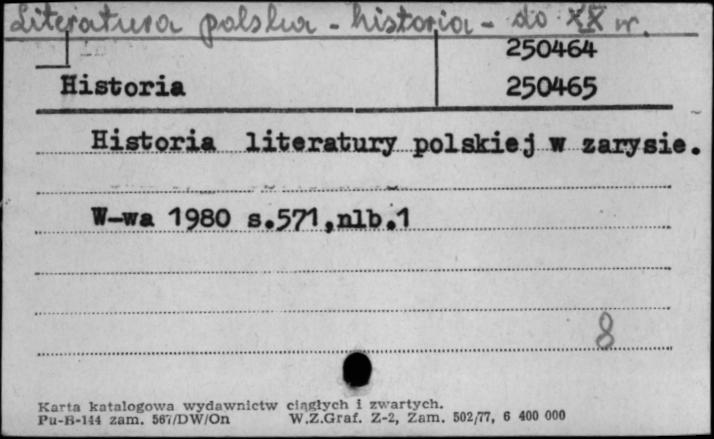 Literatura polska - historia - do XX w.
250464
Historia 250465
Historia literatury polskiej w zarysie.
W-wa 1980 s.571,nlb.1
8
Karta katalogowa wydawnictw ciągłych i zwartych.
Pu-B-144 zam. 567/DW/On W.Z.Graf. Z-2, Zam. 502/77, 6 400 000